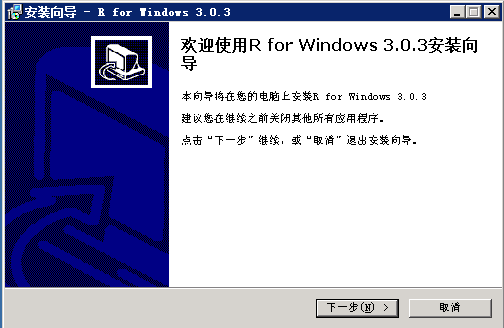 安装向导 - R for Windows 3.0.3
欢迎使用R for Windows 3.0.3安装向
导
本向导将在您的电脑上安装R for Windows 3.0.3
建议您在继续之前关闭其他所有应用程序。
点击“下一步”继续，或“取消”退出安装向导。
下一步(N) >
取消